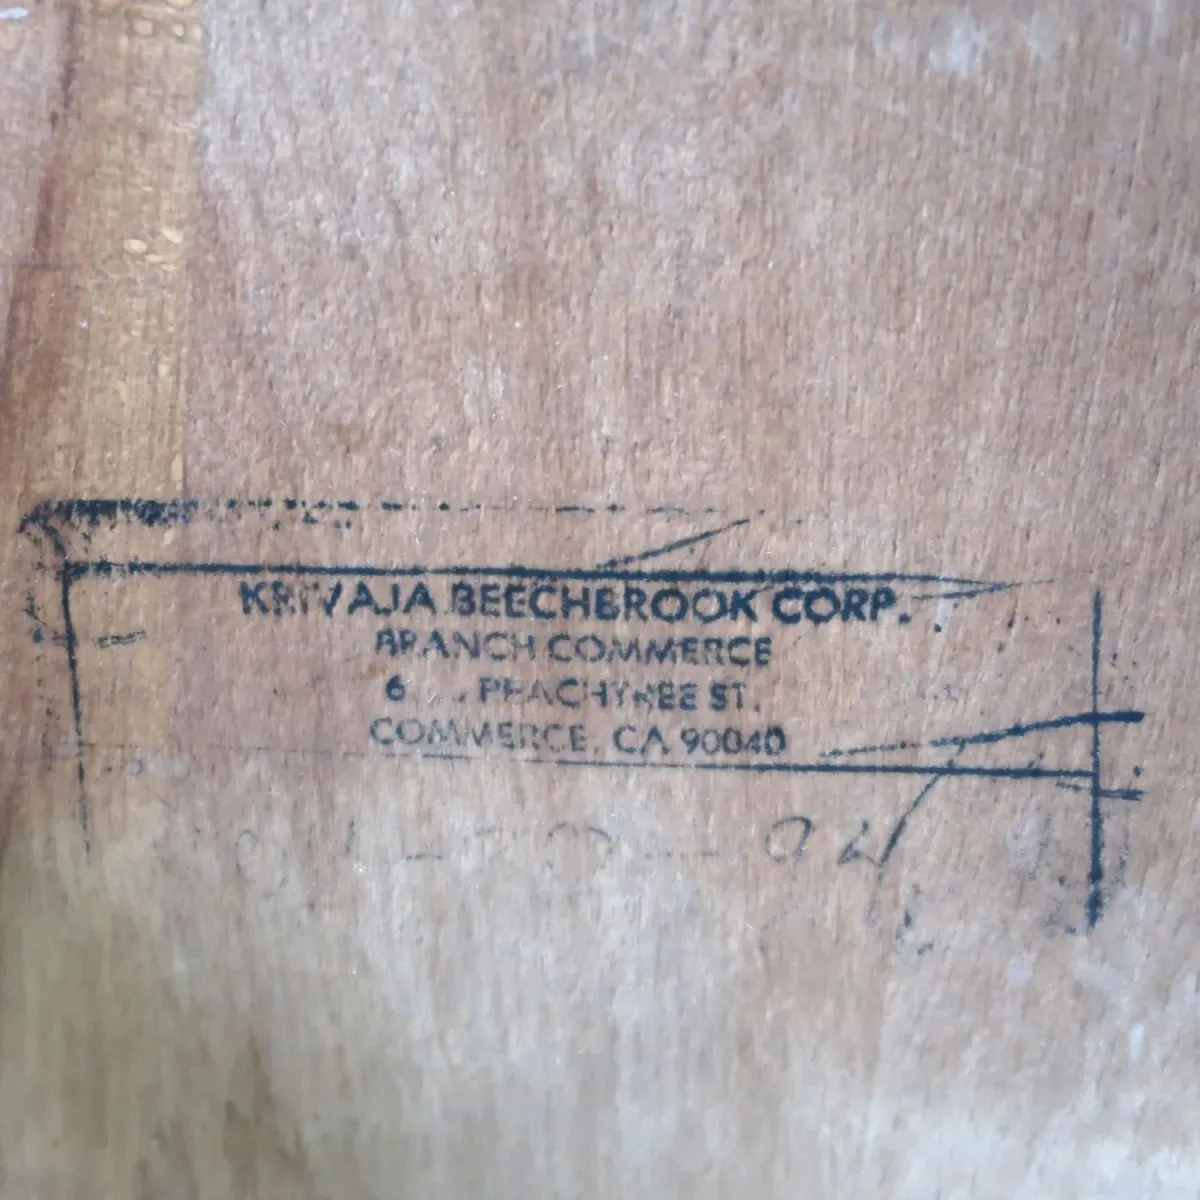 KRIVAJA BEECHBROOK CORP.
BRANCH COMMERCE
PEACHTREE ST.
COMMERCE, CA 90040